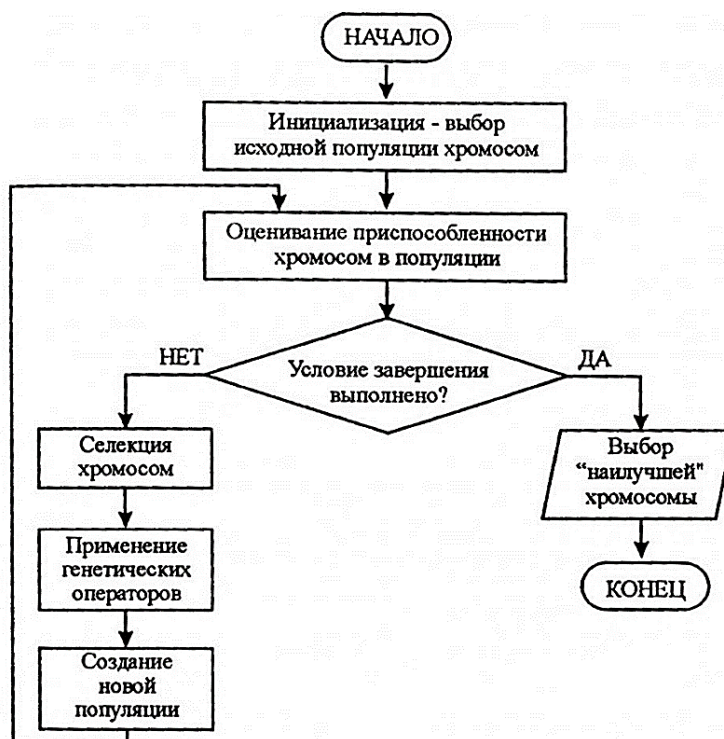 НАЧАЛО
Инициализация - выбор
исходной популяции хромосом
Оценивание приспособленности
хромосом в популяции
НЕТ
Условие завершения
выполнено?
ДА
Селекция
хромосом
Выбор
“наилучшей"
хромосомы
Применение
генетических
операторов
КОНЕЦ
Создание
новой
популяции